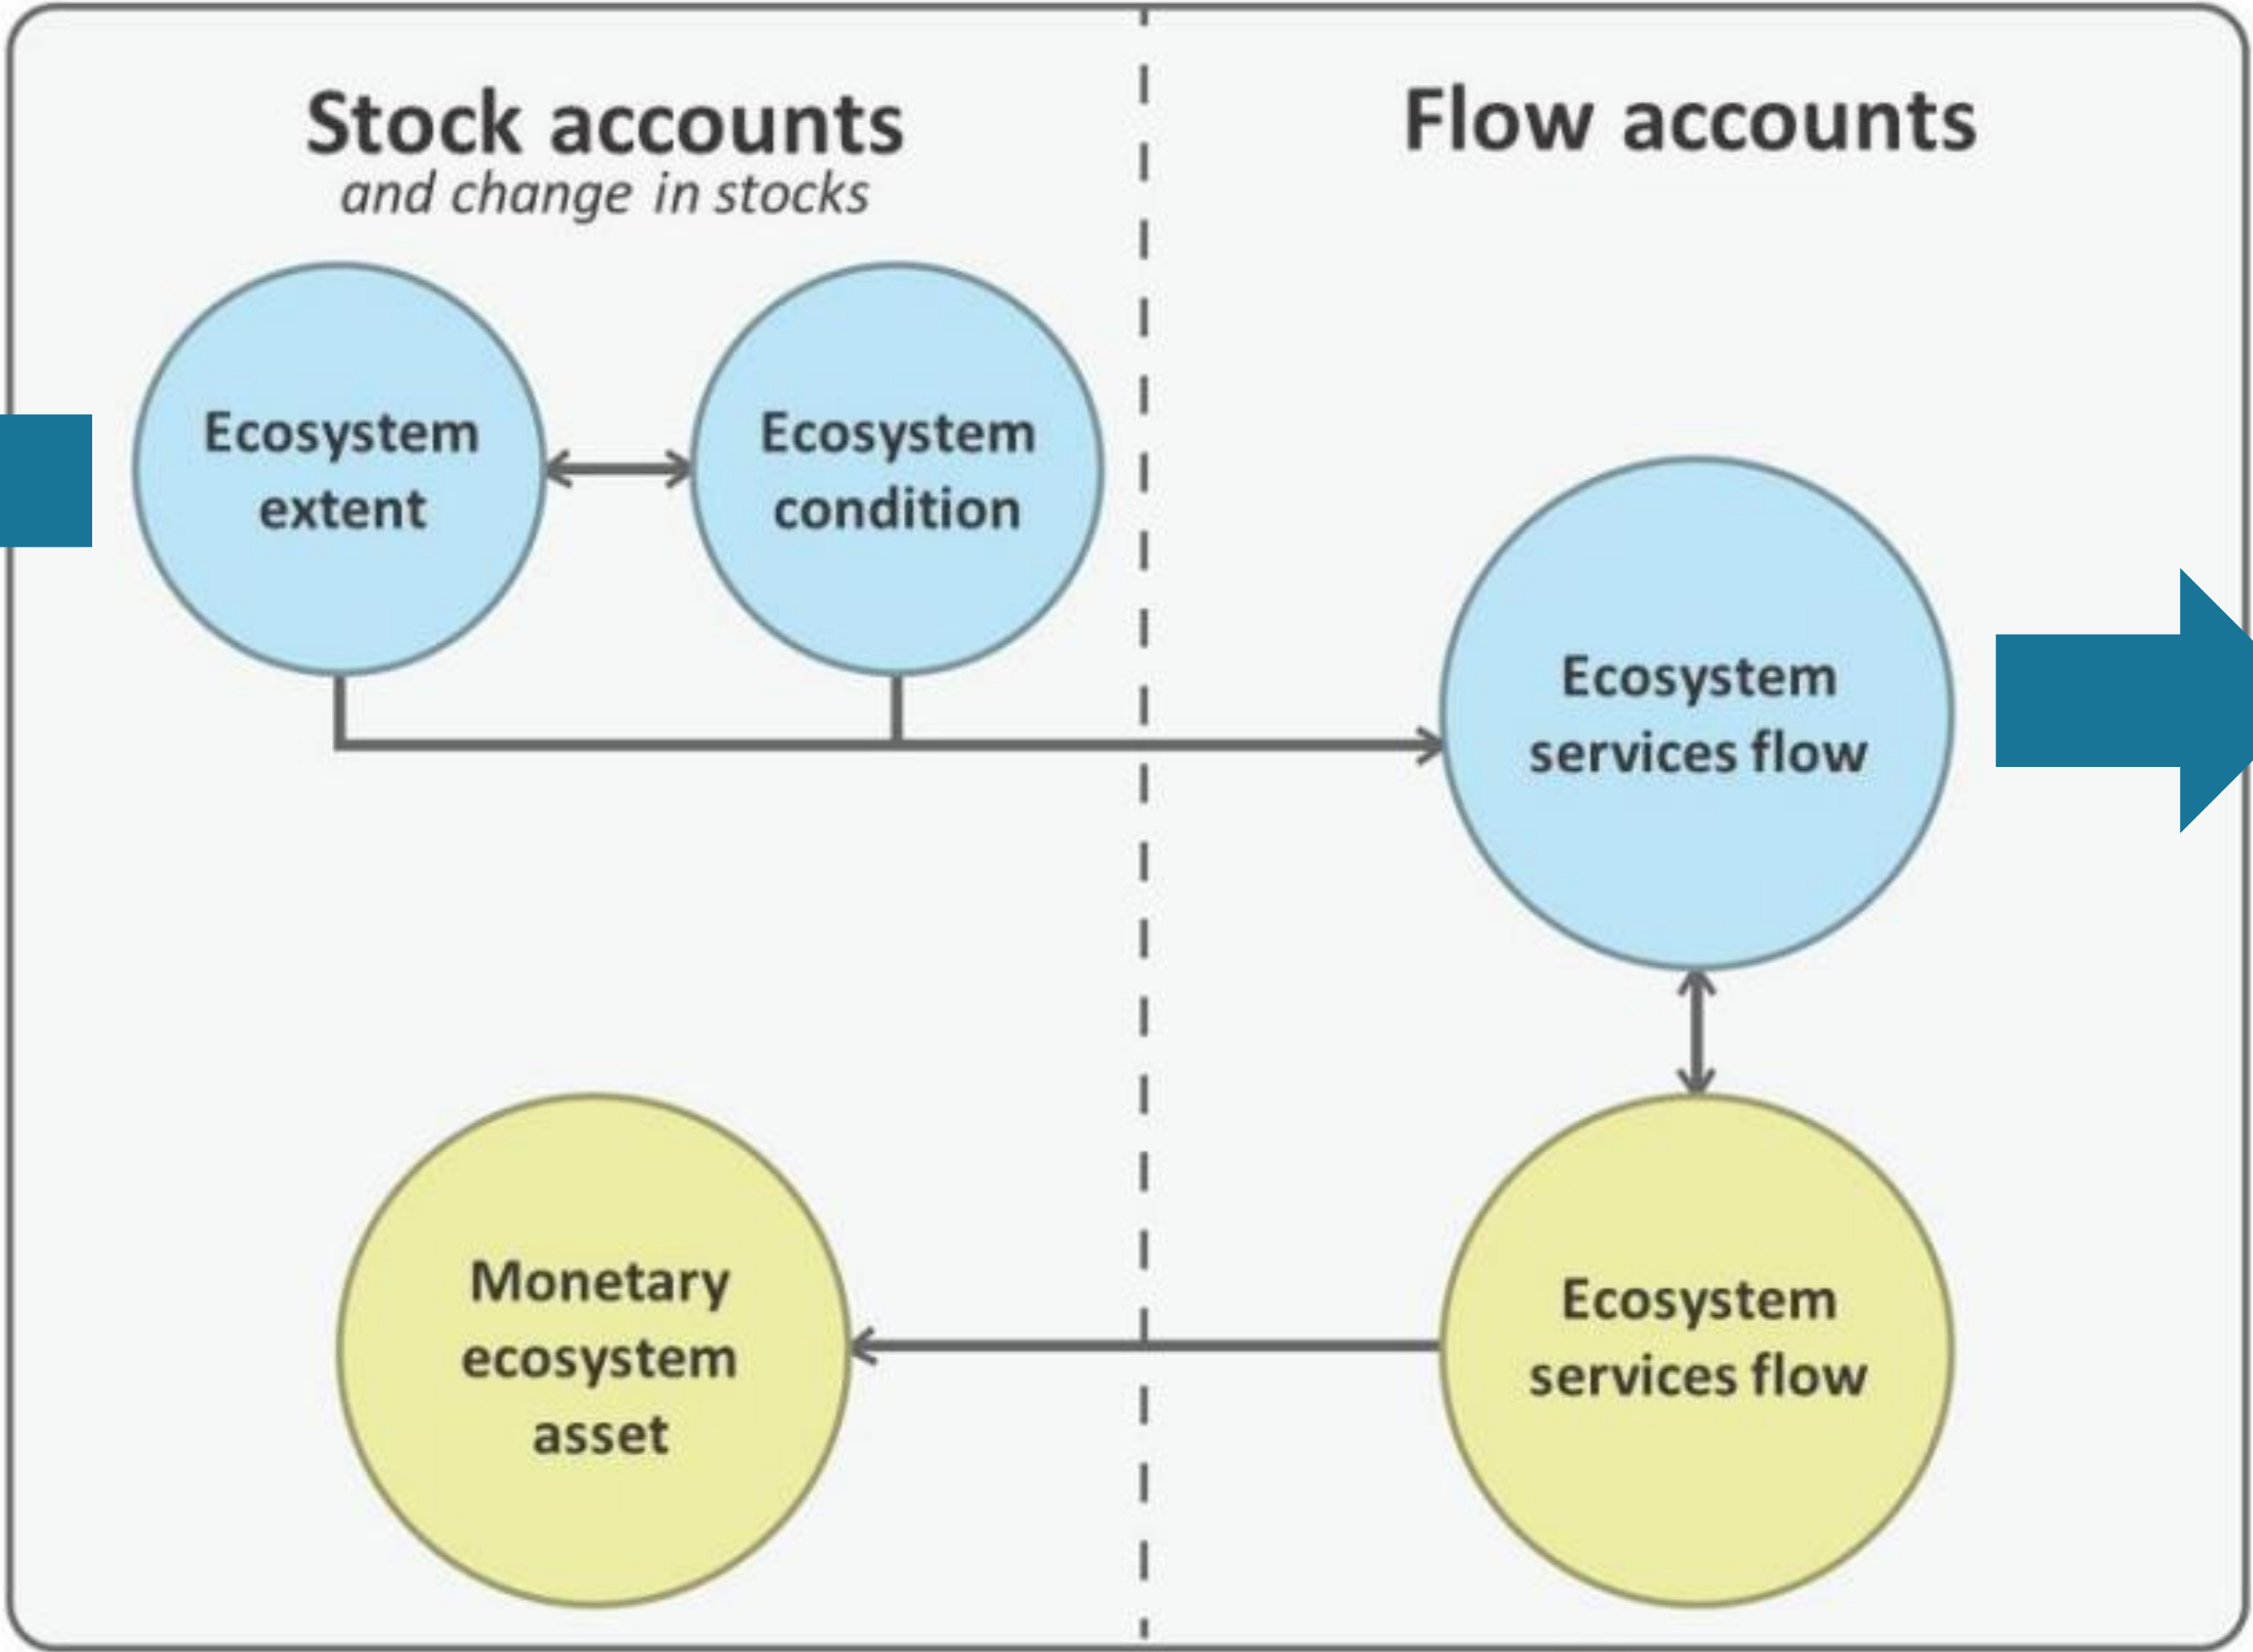 Stock accounts
and change in stocks
Flow accounts
Ecosystem
extent
Ecosystem
condition
Ecosystem
services flow
Monetary
ecosystem
asset
Ecosystem
services flow